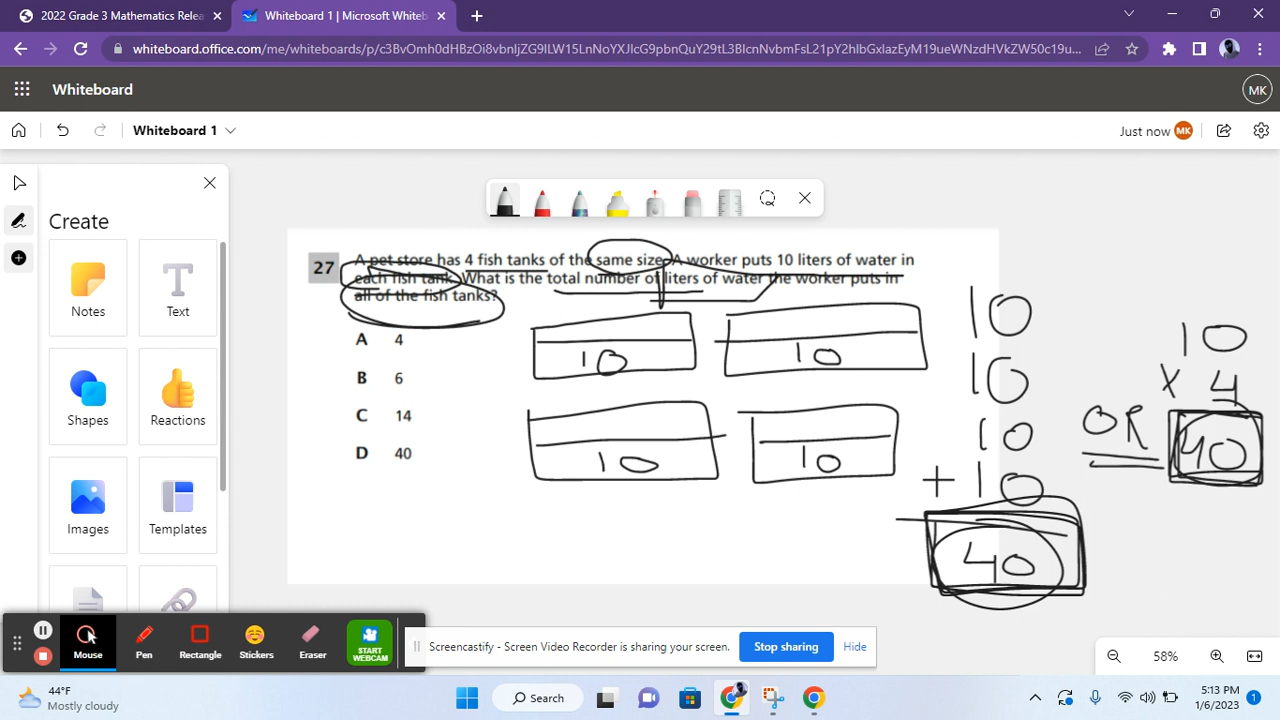 2022 Grade 3 Mathematics Relea
Whiteboard 1 | Microsoft Whiteb
whiteboard.office.com/me/whiteboards/p/c3BvOmh0dHBzOi8vbnljZG9lLW15LnNoYXJlcG9pbnQuY29tL3BlcnNvbmFsL21pY2hlbGxlazEyM19ueWNzdHVkZW50c19u...
Whiteboard
MK
Whiteboard 1
Just now MK
Create
Notes
Text
Shapes
Reactions
Images
Templates
27 A pet store has 4 fish tanks of the same size. A worker puts 10 liters of water in
each fish tank. What is the total number of liters of water the worker puts in
all of the fish tanks?
A 4
B 6
C 14
D 40
10
10
10
10
10
10
10
+ 10
40
OR
10
x 4
40
Mouse
Pen
Rectangle
Stickers
Eraser
START
WEBCAM
Screencastify - Screen Video Recorder is sharing your screen.
Stop sharing
Hide
58%
44°F
Mostly cloudy
Search
5:13 PM
1/6/2023
1